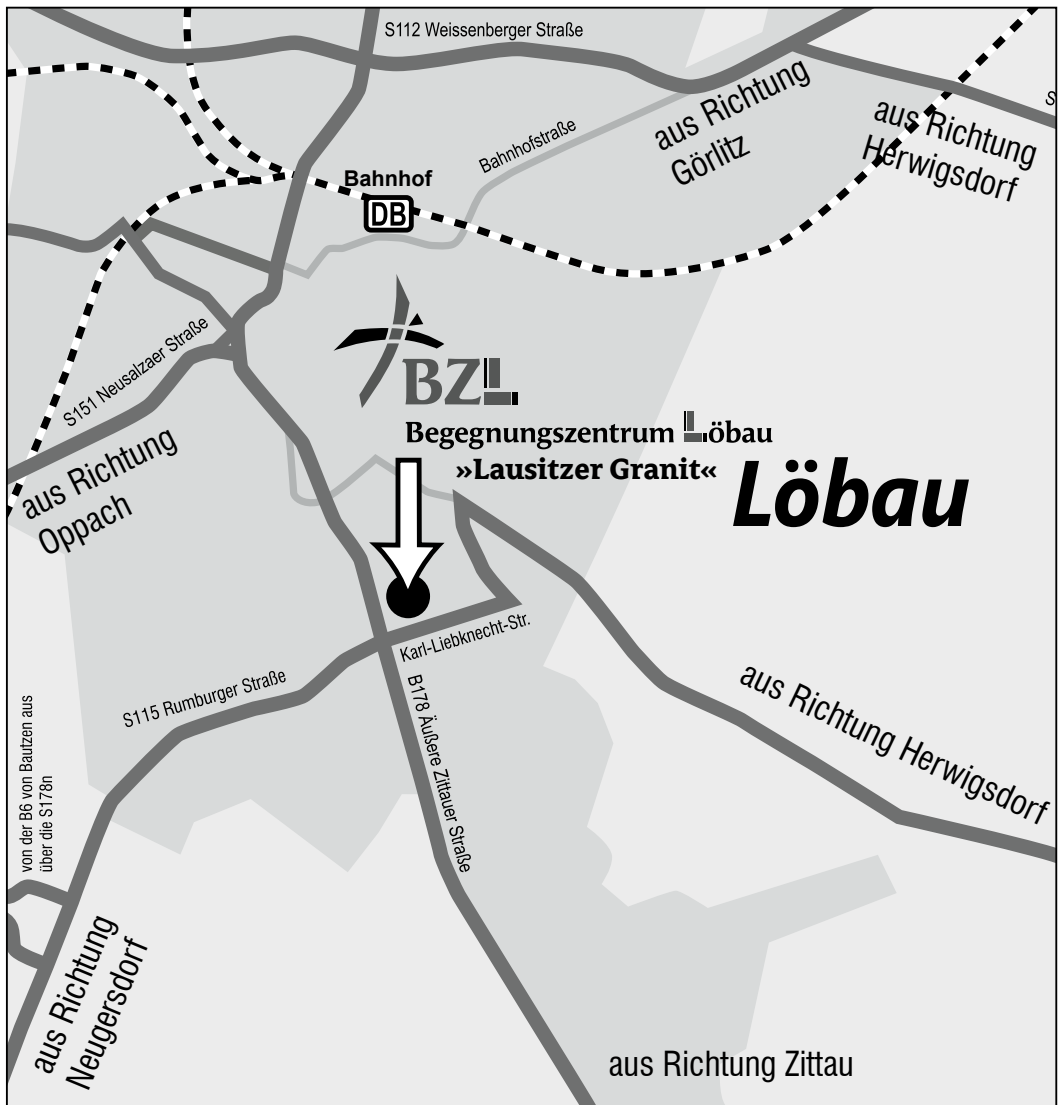 S112 Weissenberger Straße
aus Richtung
Görlitz
aus Richtung
Herwigsdorf
S
Bahnhofstraße
Bahnhof
DB
S151 Neusalzaer Straße
BZL
Begegnungszentrum Löbau
»Lausitzer Granit«
Löbau
aus Richtung
Oppach
Karl-Liebknecht-Str.
S115 Rumburger Straße
B178 Äußere Zittauer Straße
aus Richtung Herwigsdorf
von der B6 von Bautzen aus
über die S178n
aus Richtung
Neugersdorf
aus Richtung Zittau